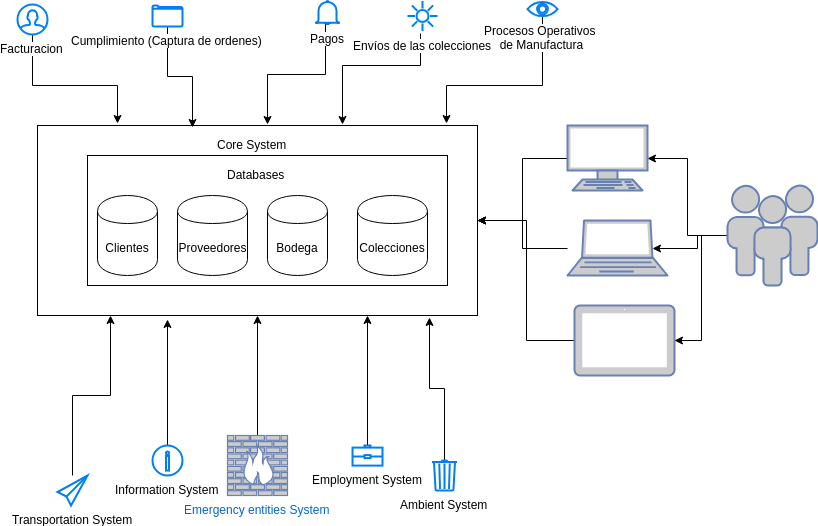 Facturacion
Cumplimiento (Captura de ordenes)
Pagos
Envíos de las colecciones
Procesos Operativos
de Manufactura
Core System
Databases
Clientes
Proveedores
Bodega
Colecciones
Transportation System
Information System
Emergency entities System
Employment System
Ambient System